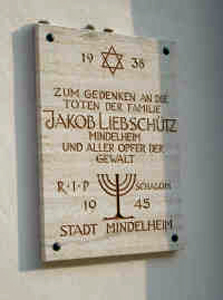 19 38
ZUM GEDENKEN AN DIE
TOTEN DER FAMILIE
JAKOB LIEBSCHÜTZ
MINDELHEIM
UND ALLER OPFER DER
GEWALT
R·I·P SCHALOM
19 45
STADT MINDELHEIM